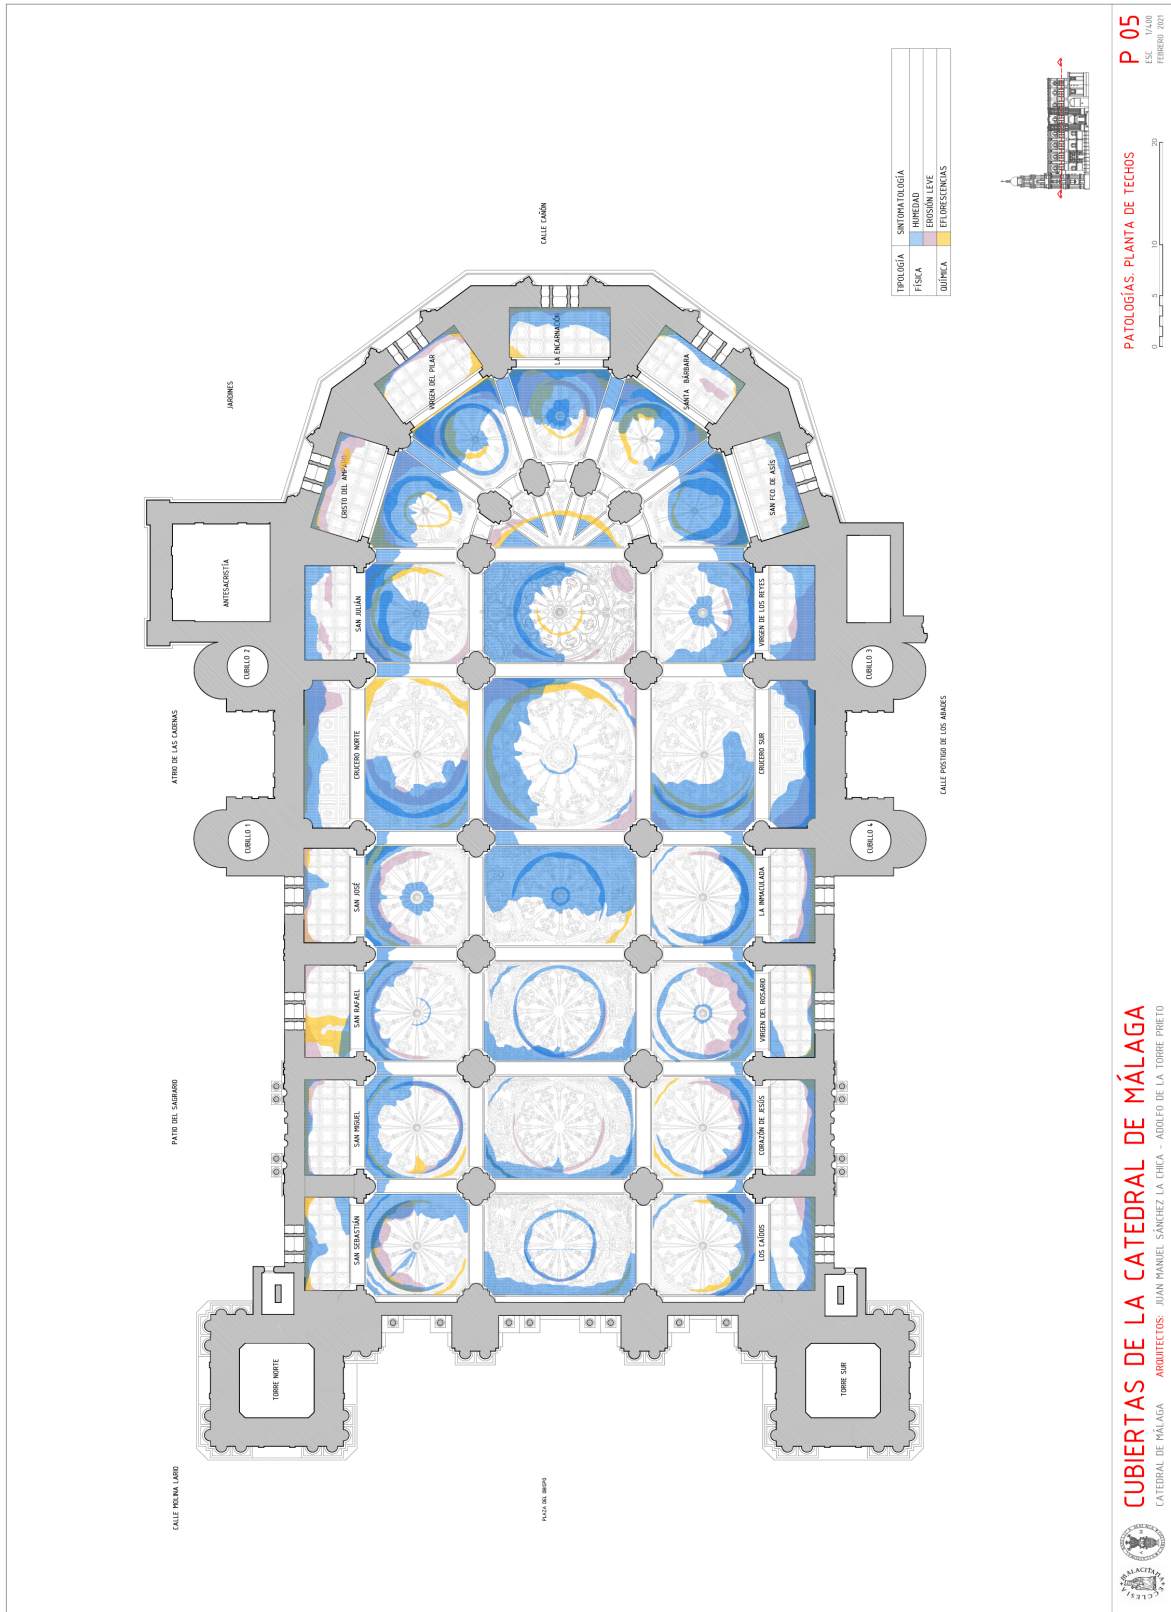 CALLE MOLINA LARIO
PATIO DEL SAGRARIO
ATRIO DE LAS CADENAS
JARDINES
TORRE NORTE
CUBILLO 1
CUBILLO 2
ANTESACRISTÍA
SAN SEBASTIÁN
SAN MIGUEL
SAN RAFAEL
SAN JOSÉ
CRUCERO NORTE
SAN JULIÁN
CRISTO DEL AMPARO
VIRGEN DEL PILAR
LA ENCARNACIÓN
SANTA BÁRBARA
SAN FCO. DE ASÍS
PLAZA DEL OBISPO
CALLE CAÑÓN
LOS CAÍDOS
CORAZÓN DE JESÚS
VIRGEN DEL ROSARIO
LA INMACULADA
CRUCERO SUR
VIRGEN DE LOS REYES
TORRE SUR
CUBILLO 4
CUBILLO 3
CALLE POSTIGO DE LOS ABADES
TIPOLOGÍA SINTOMATOLOGÍA
FÍSICA HUMEDAD
EROSIÓN LEVE
QUÍMICA EFLORESCENCIAS
CUBIERTAS DE LA CATEDRAL DE MÁLAGA
CATEDRAL DE MÁLAGA ARQUITECTOS: JUAN MANUEL SÁNCHEZ LA CHICA - ADOLFO DE LA TORRE PRIETO
PATOLOGÍAS. PLANTA DE TECHOS
0 5 10 20
P 05
ESC 1/400
FEBRERO 2021